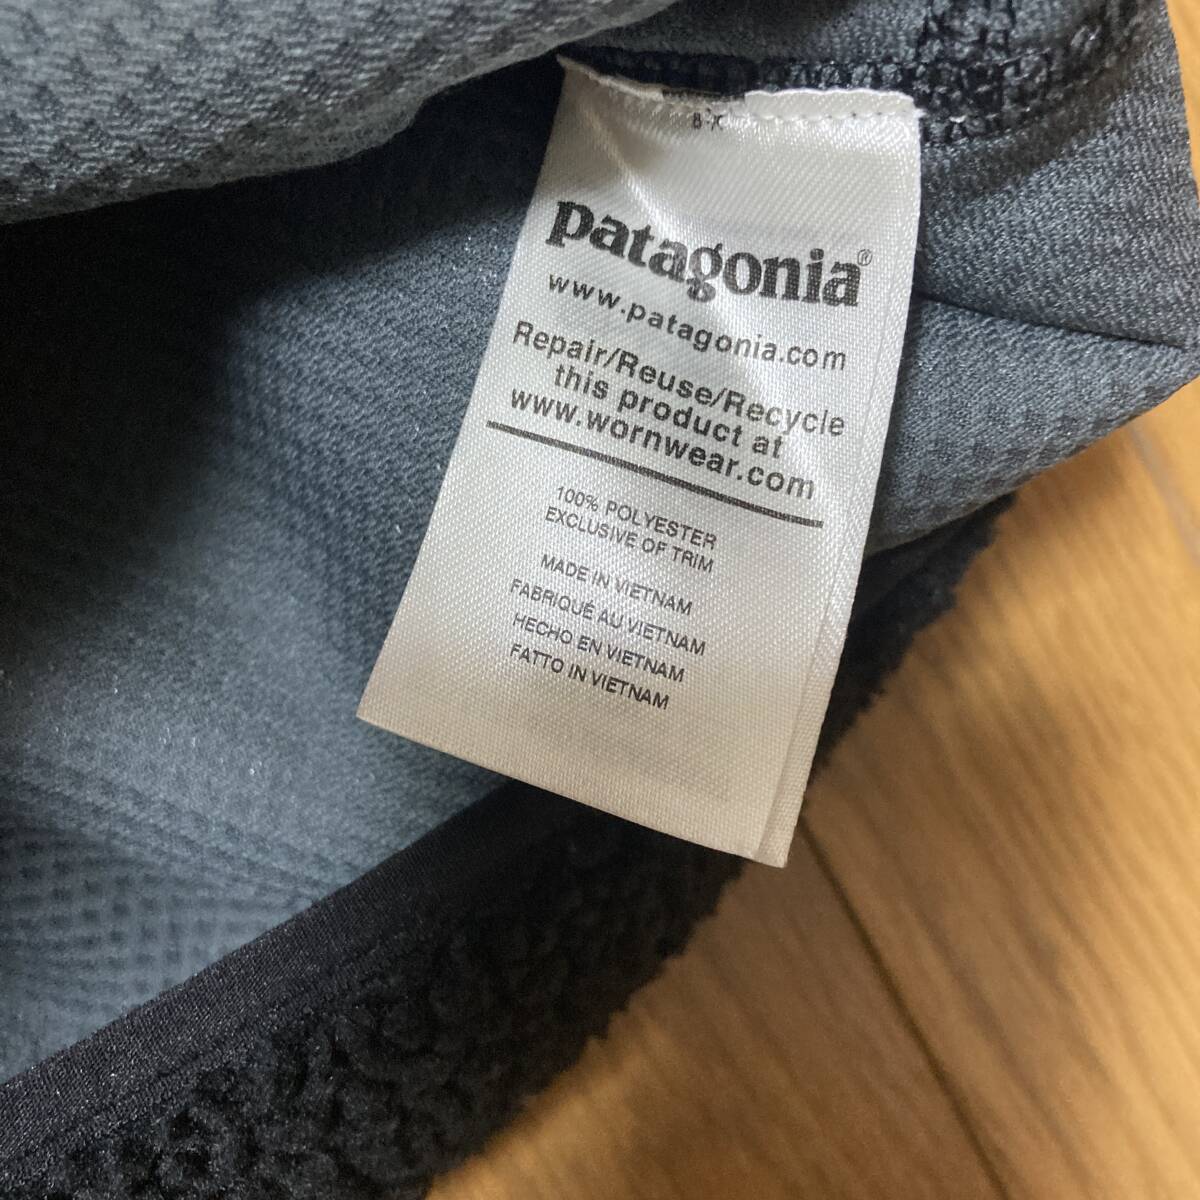 patagonia®
www.patagonia.com
Repair/Reuse/Recycle
this product at
www.wornwear.com
100% POLYESTER
EXCLUSIVE OF TRIM
MADE IN VIETNAM
FABRIQUÉ AU VIETNAM
HECHO EN VIETNAM
FATTO IN VIETNAM